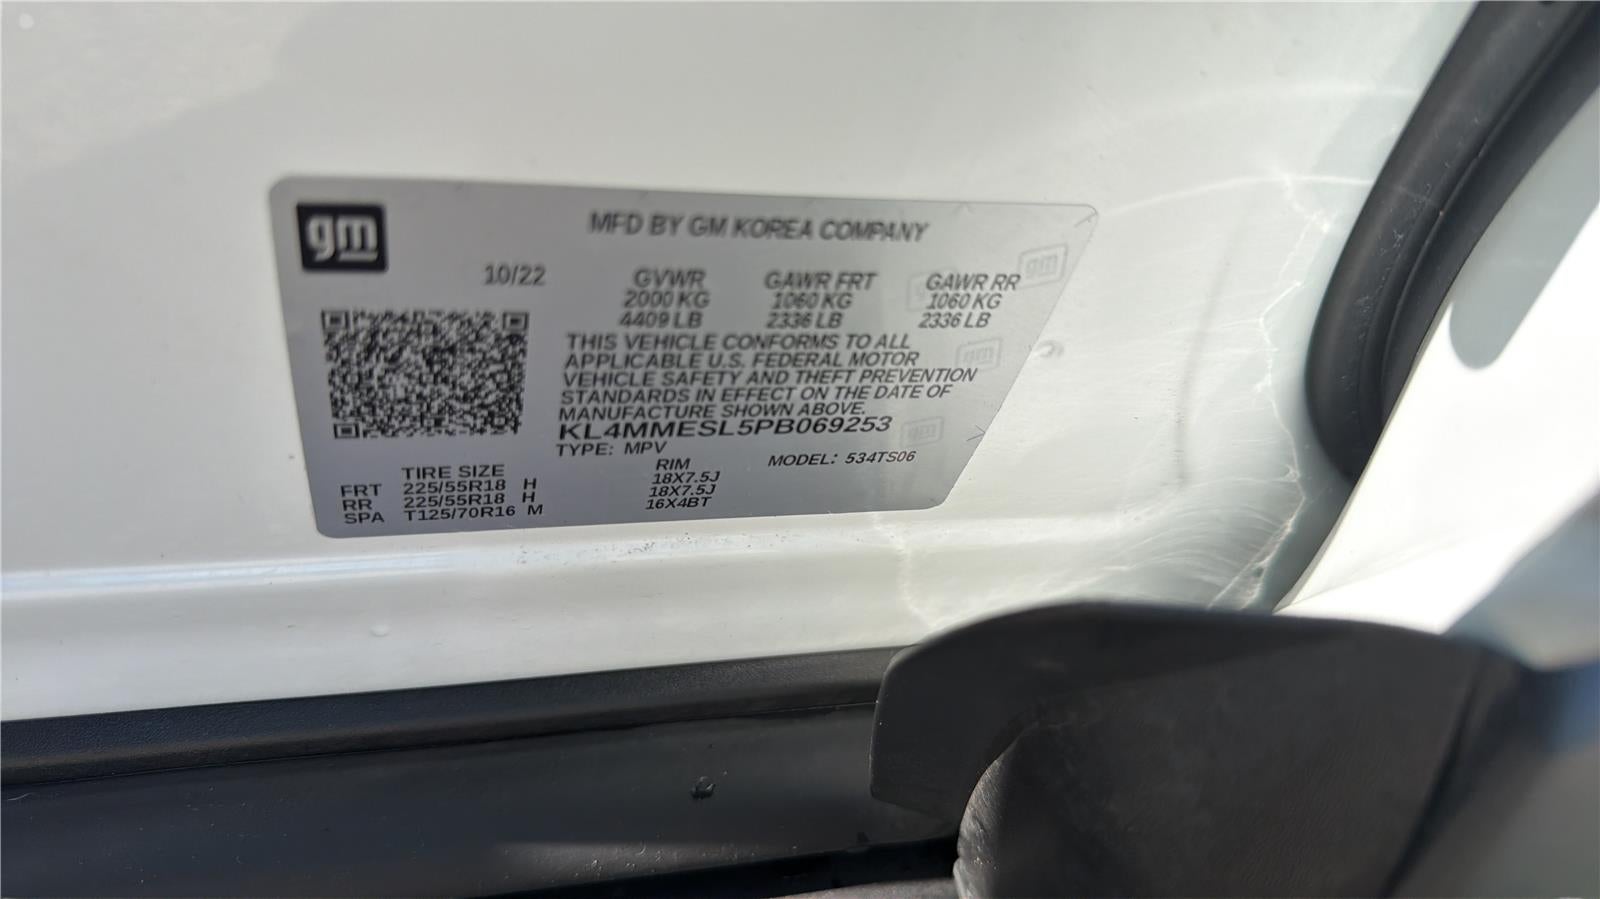 gm
MFD BY GM KOREA COMPANY
10/22 GVWR GAWR FRT GAWR RR
2000 KG 1060 KG 1060 KG
4409 LB 2336 LB 2336 LB
THIS VEHICLE CONFORMS TO ALL
APPLICABLE U.S. FEDERAL MOTOR
VEHICLE SAFETY AND THEFT PREVENTION
STANDARDS IN EFFECT ON THE DATE OF
MANUFACTURE SHOWN ABOVE.
KL4MMESL5PB069253
TYPE: MPV MODEL: 534TS06
TIRE SIZE RIM
FRT 225/55R18 H 18X7.5J
RR 225/55R18 H 18X7.5J
SPA T125/70R16 M 16X4BT
gm
gm
gm